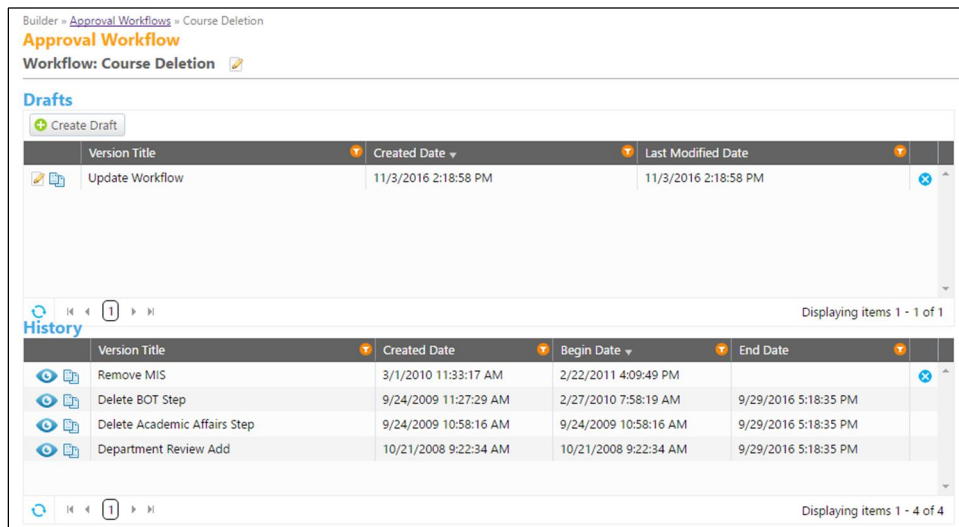 Builder » Approval Workflows » Course Deletion
Approval Workflow
Workflow: Course Deletion
Drafts
Create Draft
Version Title Created Date Last Modified Date
Update Workflow 11/3/2016 2:18:58 PM 11/3/2016 2:18:58 PM
1 Displaying items 1 - 1 of 1
History
Version Title Created Date Begin Date End Date
Remove MIS 3/1/2010 11:33:17 AM 2/22/2011 4:09:49 PM
Delete BOT Step 9/24/2009 11:27:29 AM 2/27/2010 7:58:19 AM 9/29/2016 5:18:35 PM
Delete Academic Affairs Step 9/24/2009 10:58:16 AM 9/24/2009 10:58:16 AM 9/29/2016 5:18:35 PM
Department Review Add 10/21/2008 9:22:34 AM 10/21/2008 9:22:34 AM 9/29/2016 5:18:35 PM
1 Displaying items 1 - 4 of 4